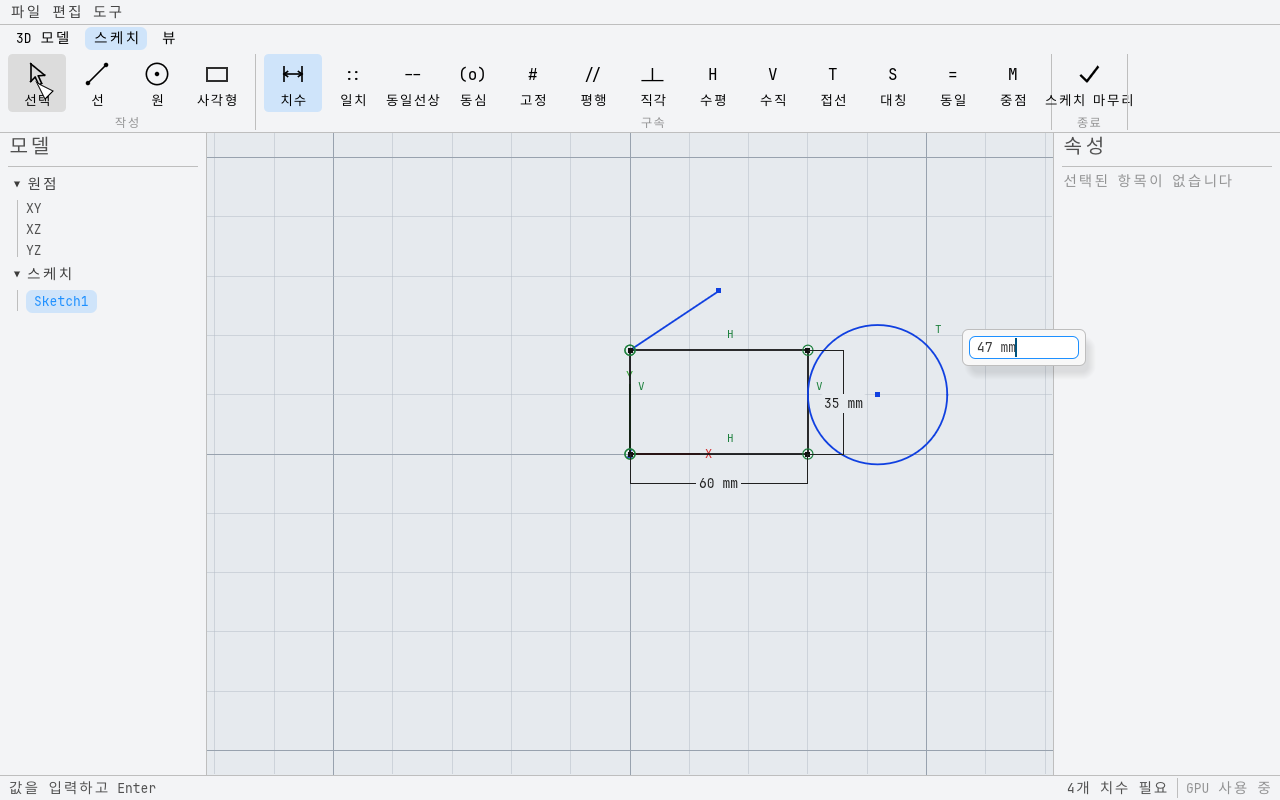 파일 편집 도구
3D 모델 스케치 뷰
선택 선 원 사각형 치수 일치 동일선상 동심 고정 평행 직각 수평 수직 접선 대칭 동일 중점 스케치 마무리
:: -- (o) # // H V T S = M
작성 구속 종료
모델
▼ 원점
XY
XZ
YZ
▼ 스케치
Sketch1
H
T
V
V
H
X
Y
35 mm
60 mm
47 mm
속성
선택된 항목이 없습니다
값을 입력하고 Enter
4개 치수 필요
GPU 사용 중